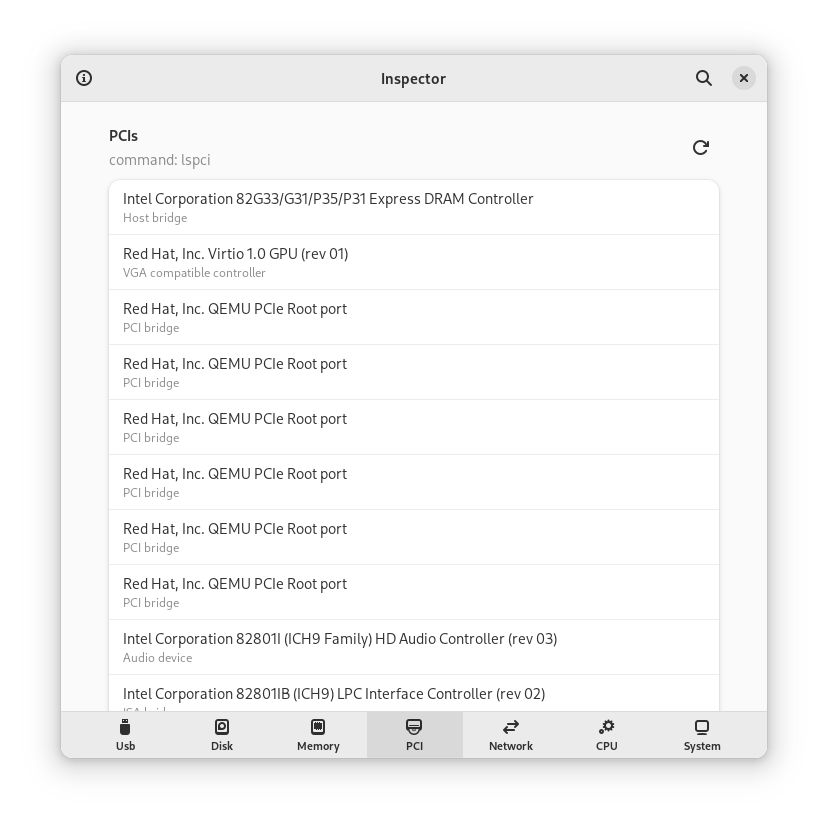 Inspector
PCIs
command: lspci
Intel Corporation 82G33/G31/P35/P31 Express DRAM Controller
Host bridge
Red Hat, Inc. Virtio 1.0 GPU (rev 01)
VGA compatible controller
Red Hat, Inc. QEMU PCIe Root port
PCI bridge
Red Hat, Inc. QEMU PCIe Root port
PCI bridge
Red Hat, Inc. QEMU PCIe Root port
PCI bridge
Red Hat, Inc. QEMU PCIe Root port
PCI bridge
Red Hat, Inc. QEMU PCIe Root port
PCI bridge
Red Hat, Inc. QEMU PCIe Root port
PCI bridge
Intel Corporation 82801I (ICH9 Family) HD Audio Controller (rev 03)
Audio device
Intel Corporation 82801IB (ICH9) LPC Interface Controller (rev 02)
Usb Disk Memory PCI Network CPU System